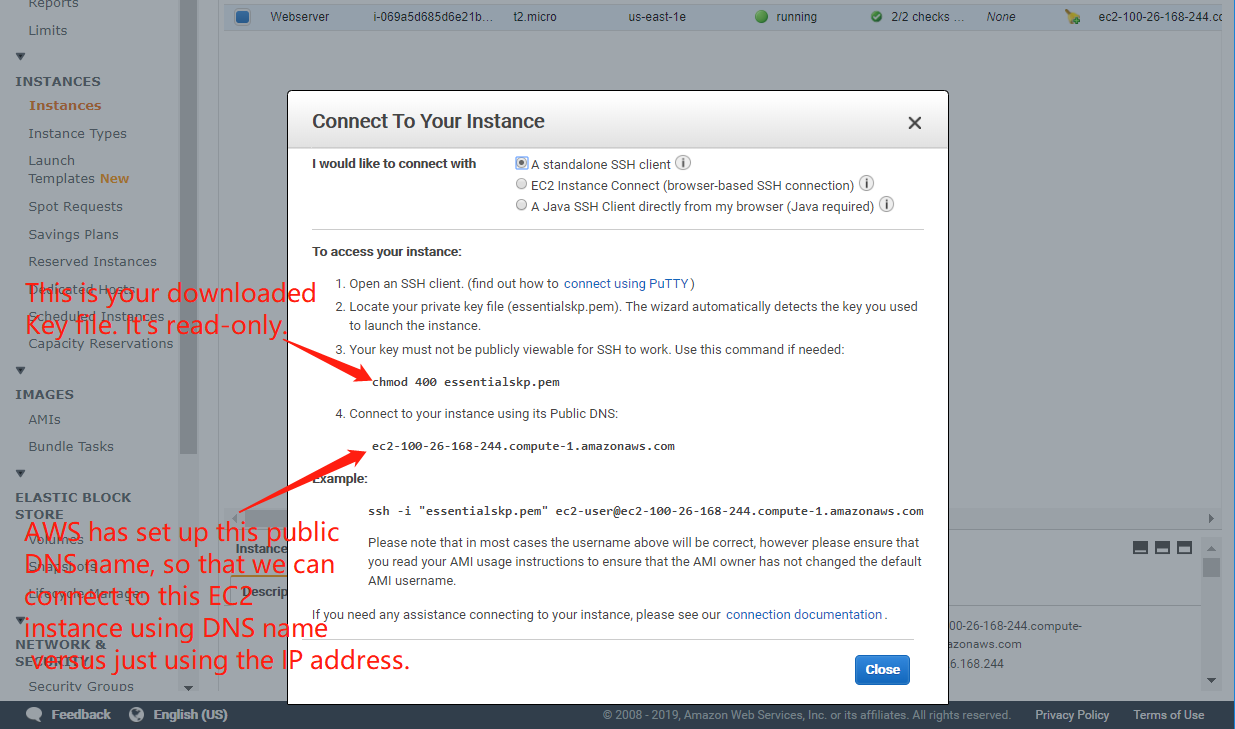 Reports
Limits
INSTANCES
Instances
Instance Types
Launch
Templates New
Spot Requests
Savings Plans
Reserved Instances
Dedicated Hosts
Scheduled Instances
Capacity Reservations
IMAGES
AMIs
Bundle Tasks
ELASTIC BLOCK
STORE
Volumes
Snapshots
Lifecycle Manager
NETWORK &
SECURITY
Security Groups
This is your downloaded
Key file. It's read-only.
AWS has set up this public
DNS name, so that we can
connect to this EC2
instance using DNS name
versus just using the IP address.
Webserver i-069a5d685d6e21b... t2.micro us-east-1e running 2/2 checks ... None ec2-100-26-168-244.co
Connect To Your Instance
I would like to connect with
A standalone SSH client
EC2 Instance Connect (browser-based SSH connection)
A Java SSH Client directly from my browser (Java required)
To access your instance:
1. Open an SSH client. (find out how to connect using PuTTY)
2. Locate your private key file (essentialskp.pem). The wizard automatically detects the key you used
to launch the instance.
3. Your key must not be publicly viewable for SSH to work. Use this command if needed:
chmod 400 essentialskp.pem
4. Connect to your instance using its Public DNS:
ec2-100-26-168-244.compute-1.amazonaws.com
Example:
ssh -i "essentialskp.pem" ec2-user@ec2-100-26-168-244.compute-1.amazonaws.com
Please note that in most cases the username above will be correct, however please ensure that
you read your AMI usage instructions to ensure that the AMI owner has not changed the default
AMI username.
If you need any assistance connecting to your instance, please see our connection documentation.
Close
Instance
Descrip
00-26-168-244.compute-
azonaws.com
6.168.244
Feedback English (US) © 2008 - 2019, Amazon Web Services, Inc. or its affiliates. All rights reserved. Privacy Policy Terms of Use